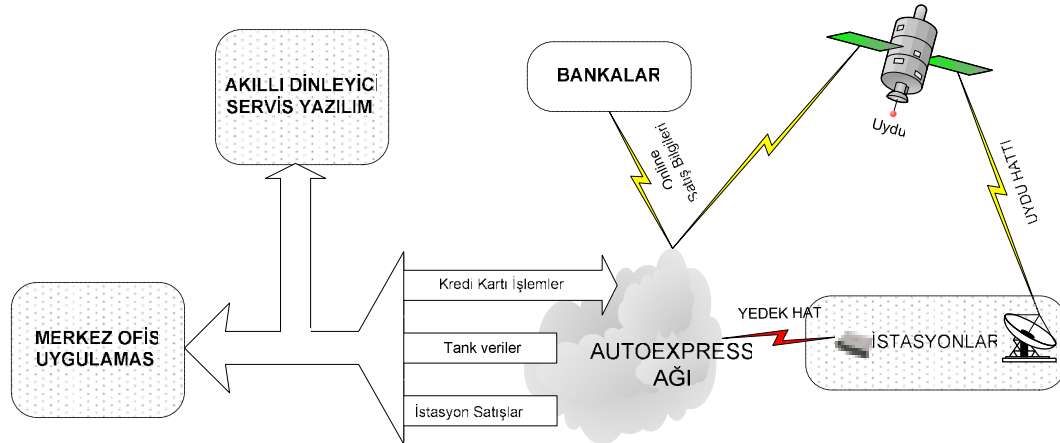 AKILLI DİNLEYİCİ
SERVİS YAZILIM
BANKALAR
Online
Satış Bilgileri
Uydu
UYDU HATTI
MERKEZ OFİS
UYGULAMAS
Kredi Kartı İşlemler
Tank veriler
İstasyon Satışlar
AUTOEXPRESS
AĞI
YEDEK HAT
İSTASYONLAR